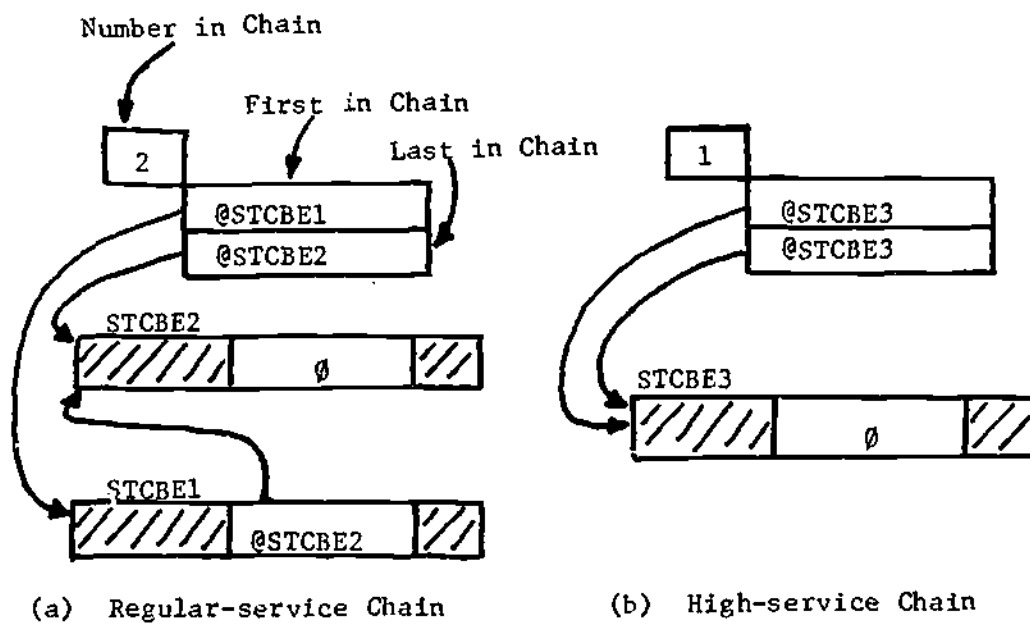 Number in Chain
First in Chain
Last in Chain
2
@STCBE1
@STCBE2
STCBE2
Ø
STCBE1
@STCBE2
(a) Regular-service Chain
1
@STCBE3
@STCBE3
STCBE3
Ø
(b) High-service Chain